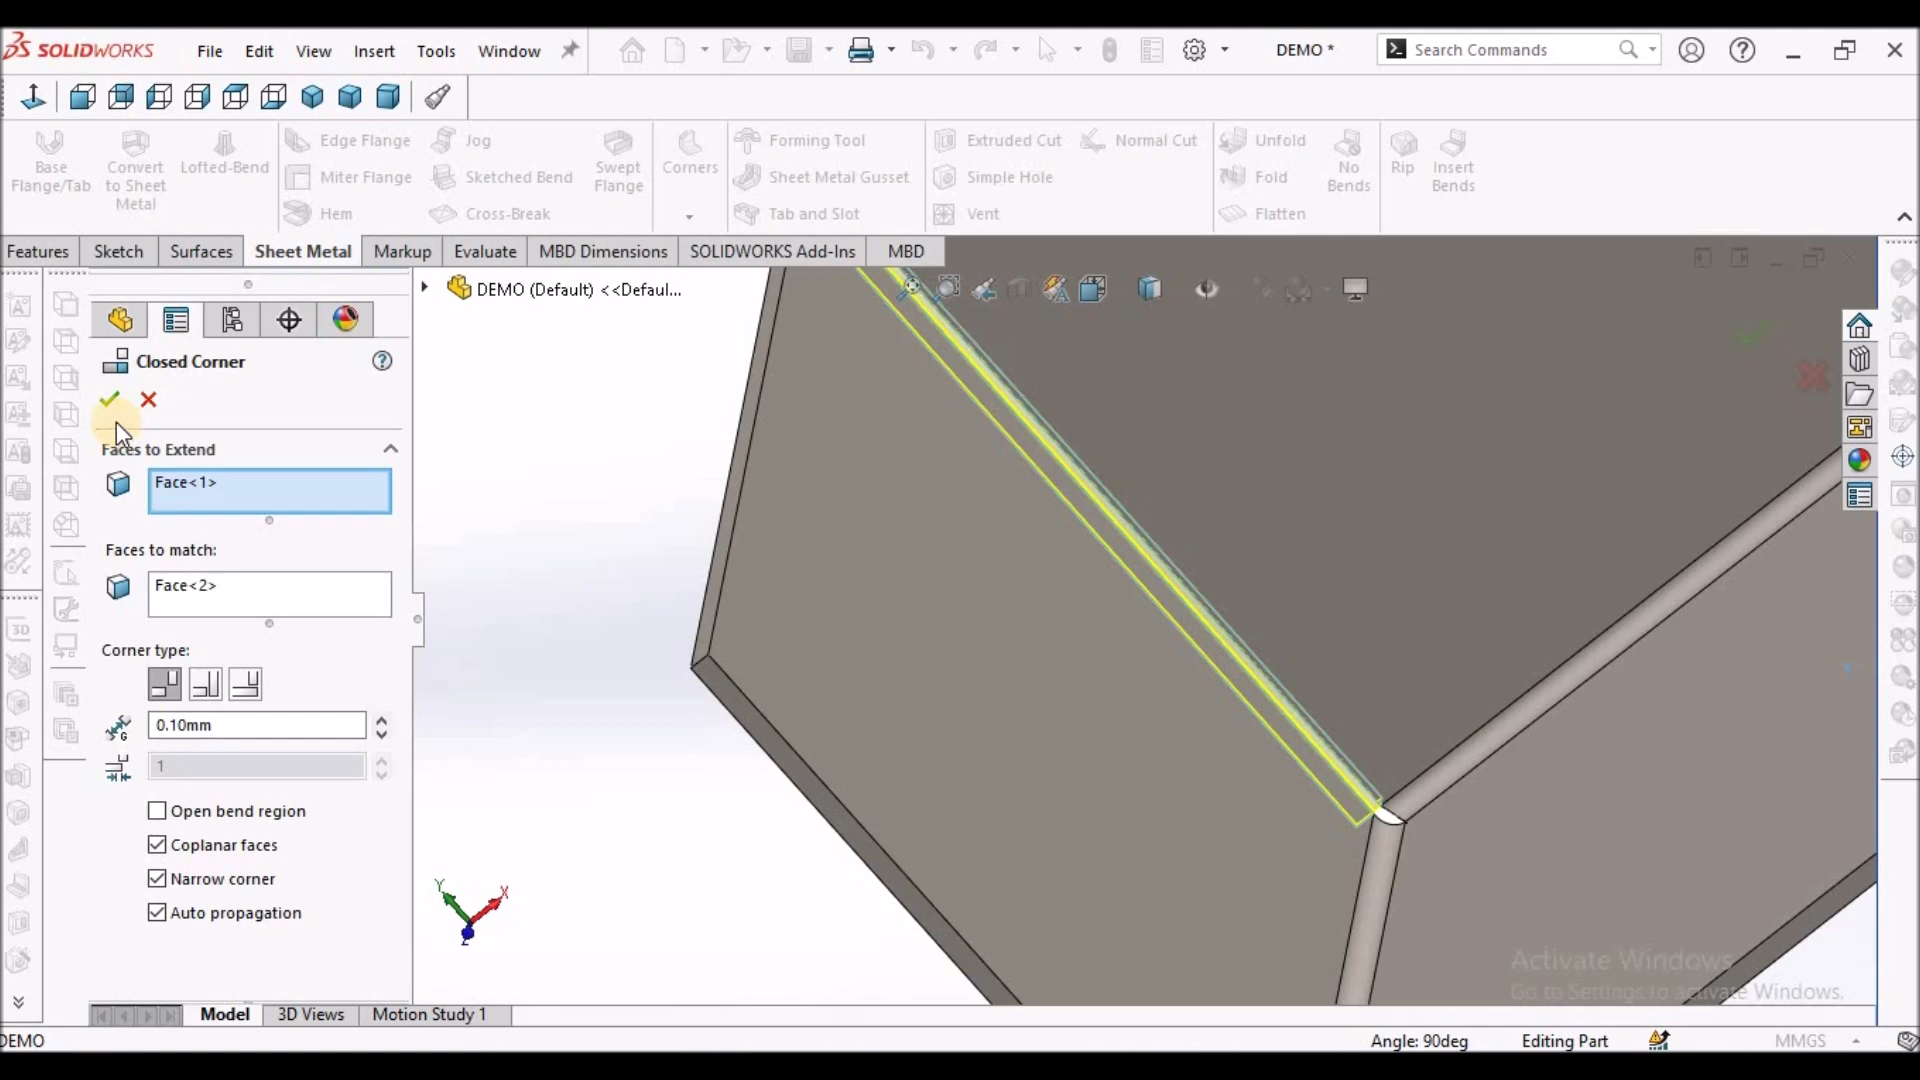 SOLIDWORKS File Edit View Insert Tools Window DEMO * Search Commands
Base Flange/Tab
Convert to Sheet Metal
Lofted-Bend
Edge Flange
Miter Flange
Hem
Jog
Sketched Bend
Cross-Break
Swept Flange
Corners
Forming Tool
Sheet Metal Gusset
Tab and Slot
Extruded Cut
Simple Hole
Vent
Normal Cut
Unfold
Fold
Flatten
No Bends
Rip
Insert Bends
Features Sketch Surfaces Sheet Metal Markup Evaluate MBD Dimensions SOLIDWORKS Add-Ins MBD
DEMO (Default) <<Defaul...
Closed Corner
Faces to Extend
Face<1>
Faces to match:
Face<2>
Corner type:
0.10mm
1
Open bend region
Coplanar faces
Narrow corner
Auto propagation
3D
G
Y
X
Z
Activate Windows
Go to Settings to activate Windows.
Model 3D Views Motion Study 1
DEMO Angle: 90deg Editing Part MMGS